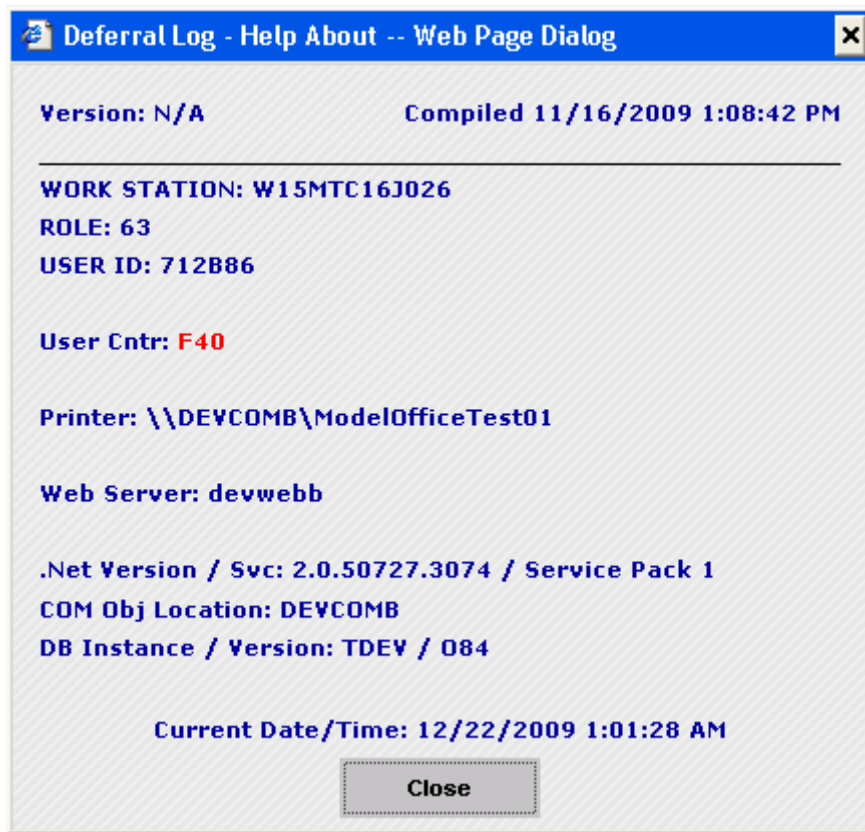 Deferral Log - Help About -- Web Page Dialog
Version: N/A Compiled 11/16/2009 1:08:42 PM
WORK STATION: W15MTC16J026
ROLE: 63
USER ID: 712B86
User Cntr: F40
Printer: \\DEVCOMB\ModelOfficeTest01
Web Server: devwebb
.Net Version / Svc: 2.0.50727.3074 / Service Pack 1
COM Obj Location: DEVCOMB
DB Instance / Version: TDEV / O84
Current Date/Time: 12/22/2009 1:01:28 AM
Close